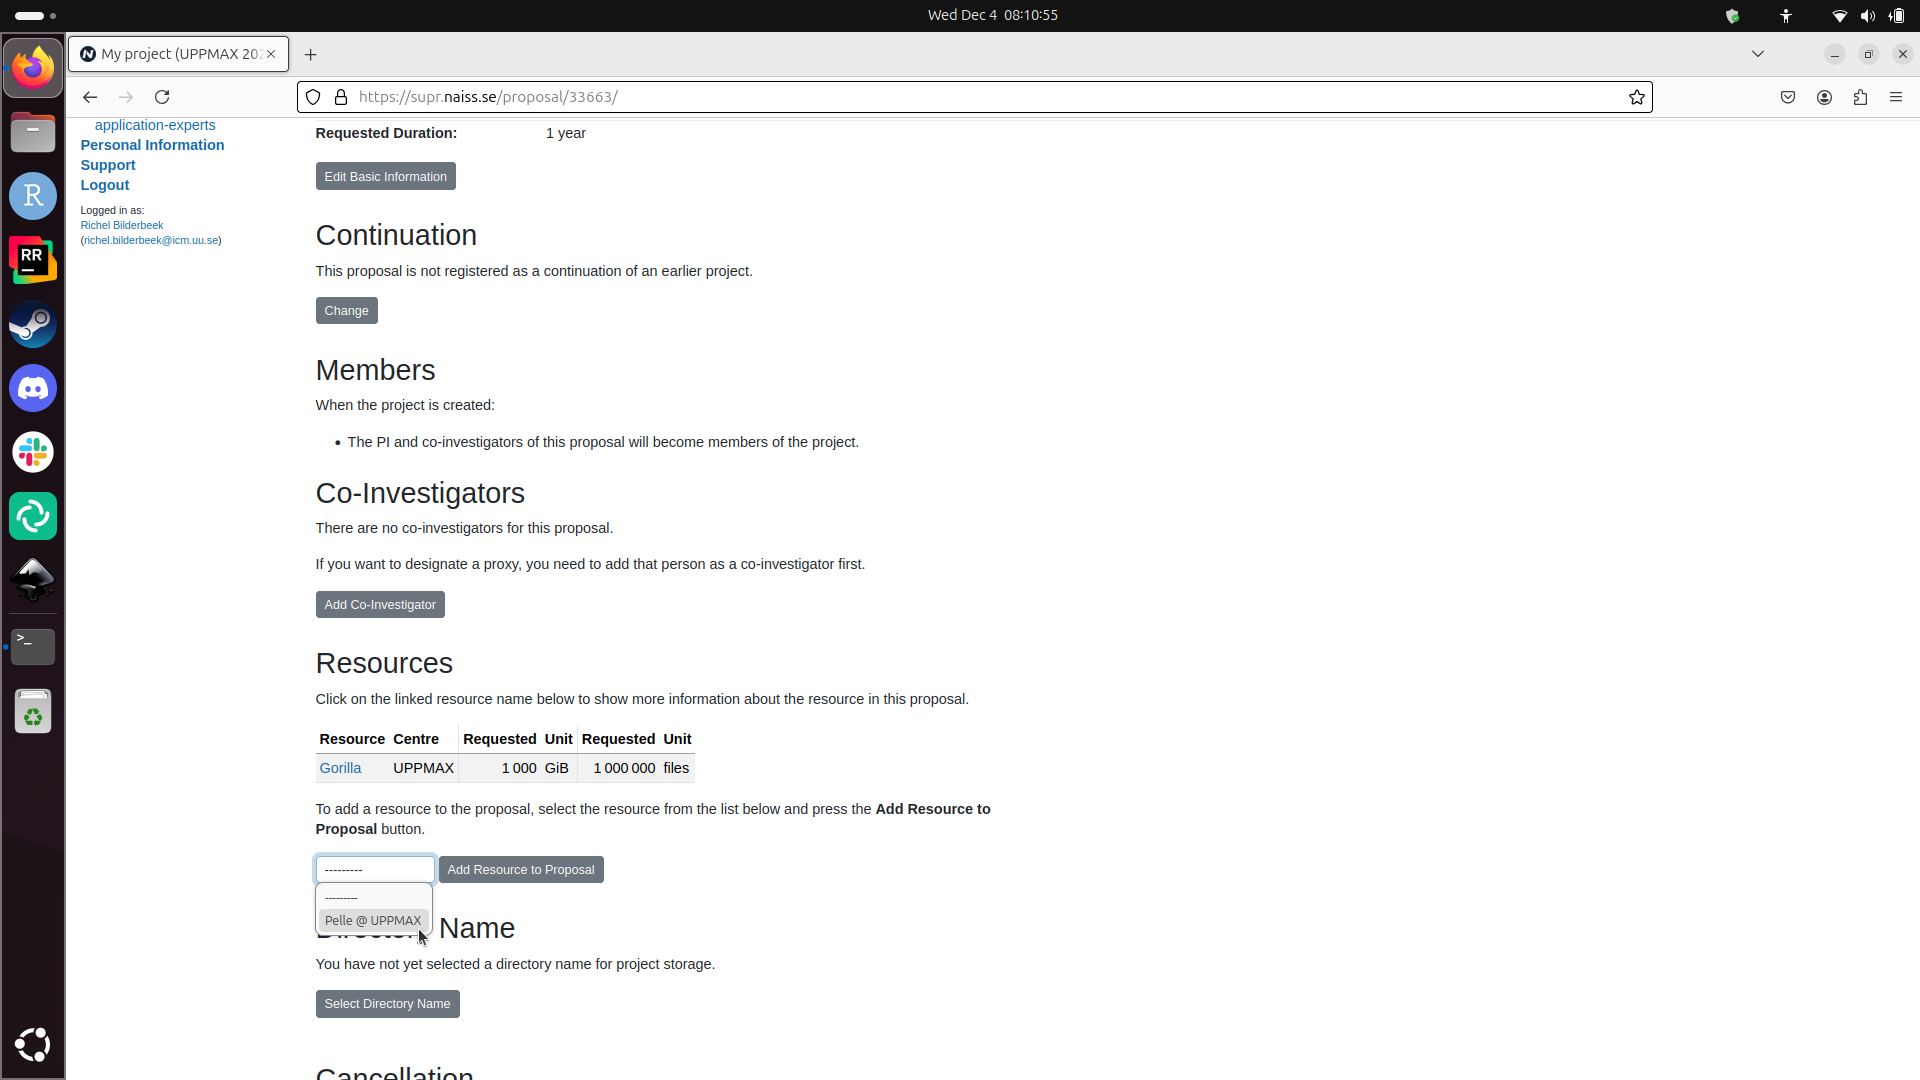 Wed Dec 4 08:10:55
My project (UPPMAX 202
https://supr.naiss.se/proposal/33663/
application-experts
Personal Information
Support
Logout
Logged in as:
Richel Bilderbeek
(richel.bilderbeek@icm.uu.se)
Requested Duration: 1 year
Edit Basic Information
Continuation
This proposal is not registered as a continuation of an earlier project.
Change
Members
When the project is created:
• The PI and co-investigators of this proposal will become members of the project.
Co-Investigators
There are no co-investigators for this proposal.
If you want to designate a proxy, you need to add that person as a co-investigator first.
Add Co-Investigator
Resources
Click on the linked resource name below to show more information about the resource in this proposal.
Resource Centre Requested Unit Requested Unit
Gorilla UPPMAX 1 000 GiB 1 000 000 files
To add a resource to the proposal, select the resource from the list below and press the Add Resource to
Proposal button.
--------- Add Resource to Proposal
---------
Pelle @ UPPMAX
Name
You have not yet selected a directory name for project storage.
Select Directory Name
Cancellation
R
RR
>_